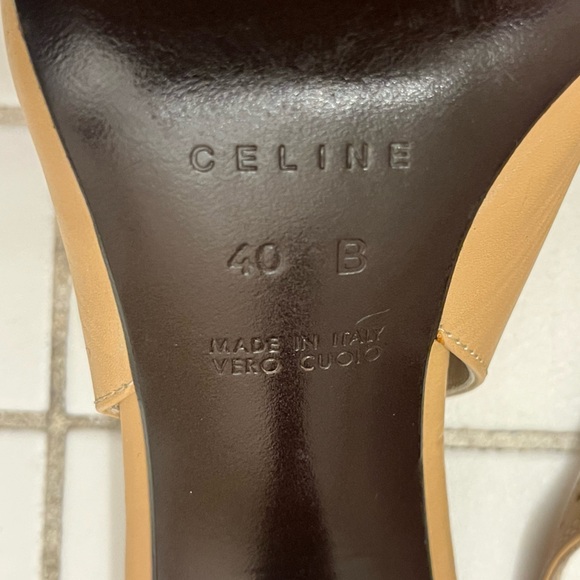 CELINE
40 B
MADE IN ITALY
VERO CUOIO